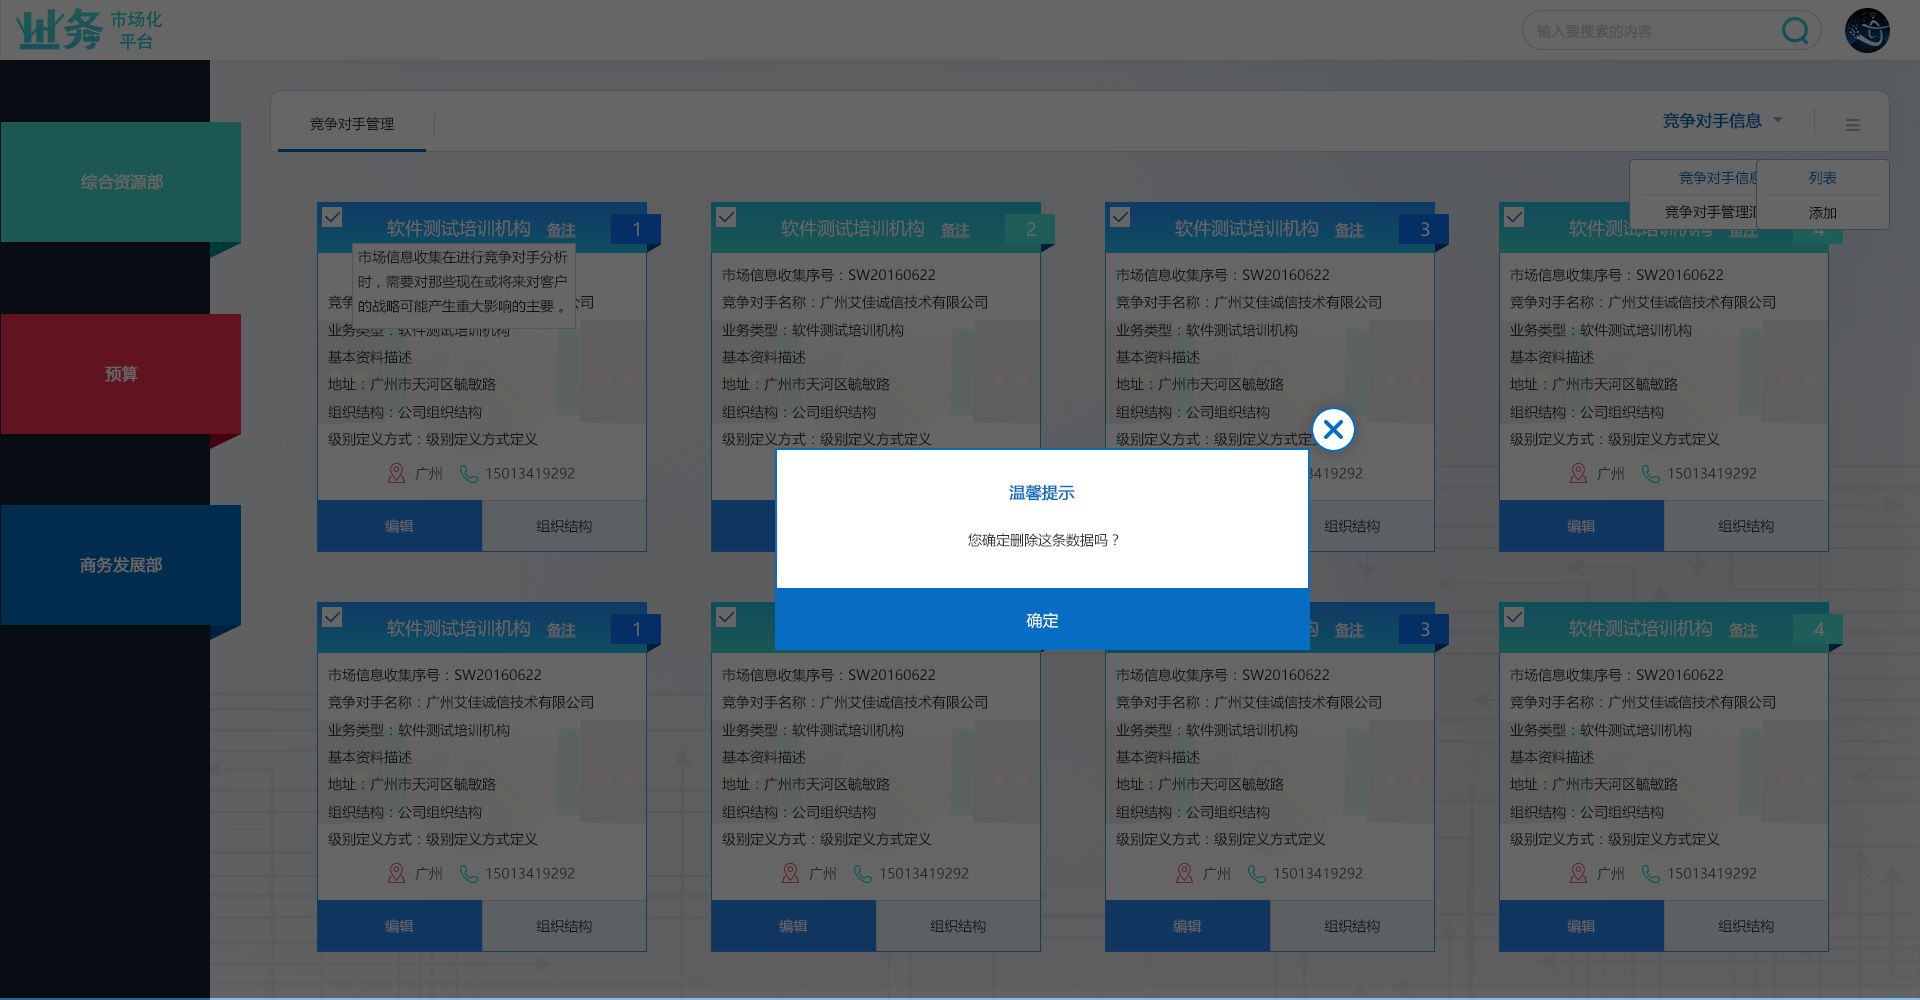 业务 市场化
平台
输入要搜索的内容
竞争对手管理
竞争对手信息
竞争对手信息
列表
竞争对手管理汇
添加
综合资源部
预算
商务发展部
软件测试培训机构 备注 1
市场信息收集在进行竞争对手分析
时，需要对那些现在或将来对客户
的战略可能产生重大影响的主要 。
竞争
公司
业务类型：软件测试培训机构
基本资料描述
地址：广州市天河区毓敏路
组织结构：公司组织结构
级别定义方式：级别定义方式定义
广州 15013419292
编辑 组织结构
软件测试培训机构 备注 2
市场信息收集序号：SW20160622
竞争对手名称：广州艾佳诚信技术有限公司
业务类型：软件测试培训机构
基本资料描述
地址：广州市天河区毓敏路
组织结构：公司组织结构
级别定义方式：级别定义方式定义
软件测试培训机构 备注 3
市场信息收集序号：SW20160622
竞争对手名称：广州艾佳诚信技术有限公司
业务类型：软件测试培训机构
基本资料描述
地址：广州市天河区毓敏路
组织结构：公司组织结构
级别定义方式：级别定义方式定义
3419292
组织结构
软件测试培训机构 备注 4
市场信息收集序号：SW20160622
竞争对手名称：广州艾佳诚信技术有限公司
业务类型：软件测试培训机构
基本资料描述
地址：广州市天河区毓敏路
组织结构：公司组织结构
级别定义方式：级别定义方式定义
广州 15013419292
编辑 组织结构
温馨提示
您确定删除这条数据吗？
确定
软件测试培训机构 备注 1
市场信息收集序号：SW20160622
竞争对手名称：广州艾佳诚信技术有限公司
业务类型：软件测试培训机构
基本资料描述
地址：广州市天河区毓敏路
组织结构：公司组织结构
级别定义方式：级别定义方式定义
广州 15013419292
编辑 组织结构
市场信息收集序号：SW20160622
竞争对手名称：广州艾佳诚信技术有限公司
业务类型：软件测试培训机构
基本资料描述
地址：广州市天河区毓敏路
组织结构：公司组织结构
级别定义方式：级别定义方式定义
广州 15013419292
编辑 组织结构
构 备注 3
市场信息收集序号：SW20160622
竞争对手名称：广州艾佳诚信技术有限公司
业务类型：软件测试培训机构
基本资料描述
地址：广州市天河区毓敏路
组织结构：公司组织结构
级别定义方式：级别定义方式定义
广州 15013419292
编辑 组织结构
软件测试培训机构 备注 4
市场信息收集序号：SW20160622
竞争对手名称：广州艾佳诚信技术有限公司
业务类型：软件测试培训机构
基本资料描述
地址：广州市天河区毓敏路
组织结构：公司组织结构
级别定义方式：级别定义方式定义
广州 15013419292
编辑 组织结构